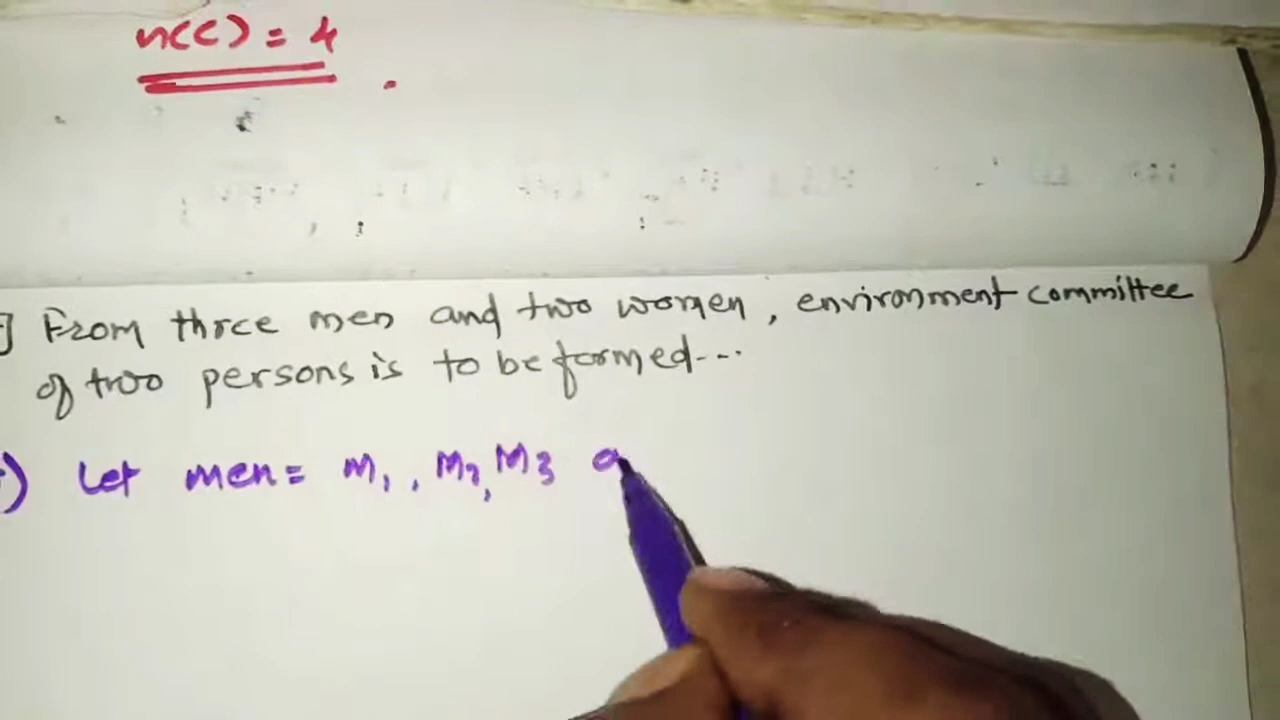 n(C) = 4
] From three men and two women, environment committee
of two persons is to be formed...
) Let men = M1, M2, M3 a